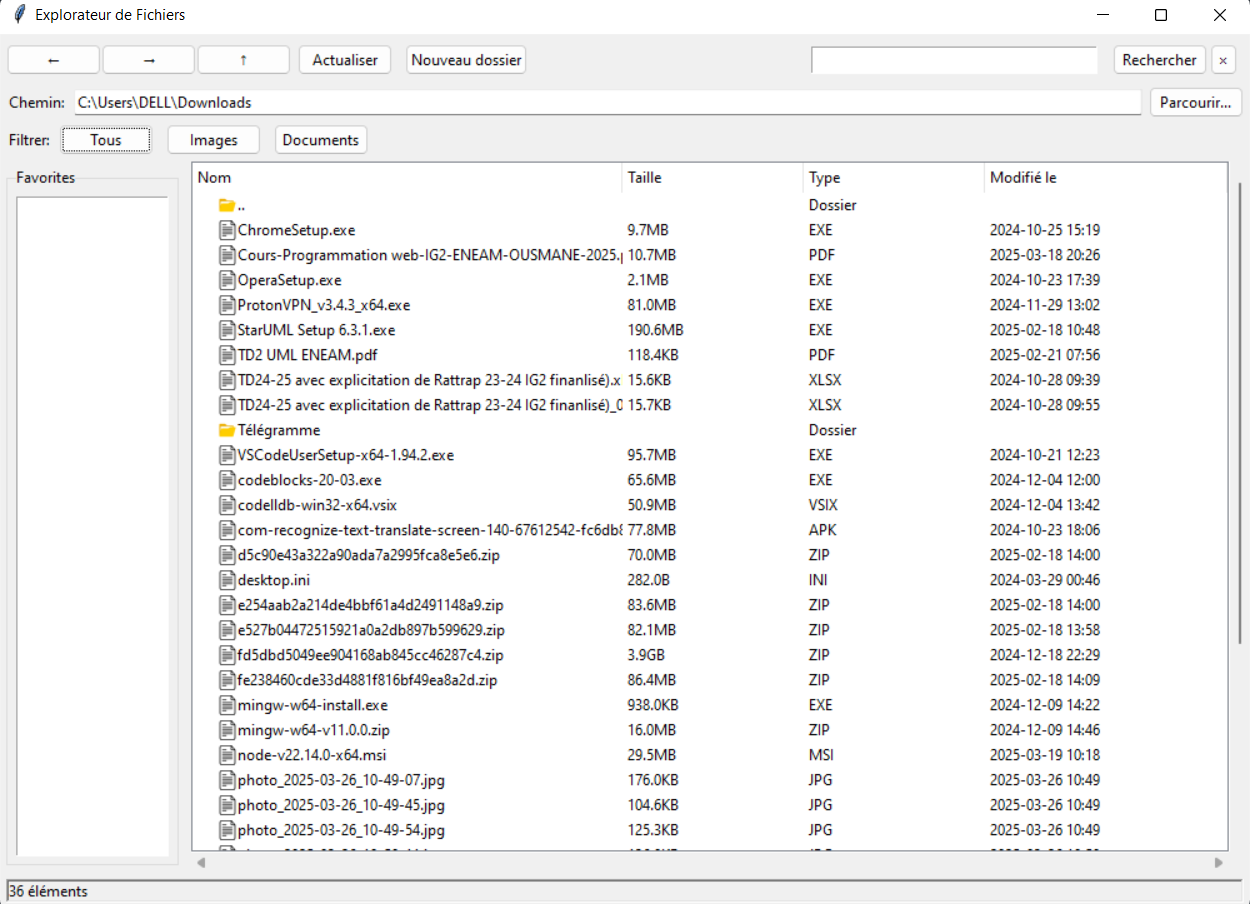 Explorateur de Fichiers
← → ↑ Actualiser Nouveau dossier Rechercher ×
Chemin: C:\Users\DELL\Downloads Parcourir...
Filtrer: Tous Images Documents
Favorites
Nom Taille Type Modifié le
.. Dossier
ChromeSetup.exe 9.7MB EXE 2024-10-25 15:19
Cours-Programmation web-IG2-ENEAM-OUSMANE-2025.p 10.7MB PDF 2025-03-18 20:26
OperaSetup.exe 2.1MB EXE 2024-10-23 17:39
ProtonVPN_v3.4.3_x64.exe 81.0MB EXE 2024-11-29 13:02
StarUML Setup 6.3.1.exe 190.6MB EXE 2025-02-18 10:48
TD2 UML ENEAM.pdf 118.4KB PDF 2025-02-21 07:56
TD24-25 avec explicitation de Rattrap 23-24 IG2 finanlisé).x 15.6KB XLSX 2024-10-28 09:39
TD24-25 avec explicitation de Rattrap 23-24 IG2 finanlisé)_0 15.7KB XLSX 2024-10-28 09:55
Télégramme Dossier
VSCodeUserSetup-x64-1.94.2.exe 95.7MB EXE 2024-10-21 12:23
codeblocks-20-03.exe 65.6MB EXE 2024-12-04 12:00
codelldb-win32-x64.vsix 50.9MB VSIX 2024-12-04 13:42
com-recognize-text-translate-screen-140-67612542-fc6db8 77.8MB APK 2024-10-23 18:06
d5c90e43a322a90ada7a2995fca8e5e6.zip 70.0MB ZIP 2025-02-18 14:00
desktop.ini 282.0B INI 2024-03-29 00:46
e254aab2a214de4bbf61a4d2491148a9.zip 83.6MB ZIP 2025-02-18 14:00
e527b04472515921a0a2db897b599629.zip 82.1MB ZIP 2025-02-18 13:58
fd5dbd5049ee904168ab845cc46287c4.zip 3.9GB ZIP 2024-12-18 22:29
fe238460cde33d4881f816bf49ea8a2d.zip 86.4MB ZIP 2025-02-18 14:09
mingw-w64-install.exe 938.0KB EXE 2024-12-09 14:22
mingw-w64-v11.0.0.zip 16.0MB ZIP 2024-12-09 14:46
node-v22.14.0-x64.msi 29.5MB MSI 2025-03-19 10:18
photo_2025-03-26_10-49-07.jpg 176.0KB JPG 2025-03-26 10:49
photo_2025-03-26_10-49-45.jpg 104.6KB JPG 2025-03-26 10:49
photo_2025-03-26_10-49-54.jpg 125.3KB JPG 2025-03-26 10:49
36 éléments